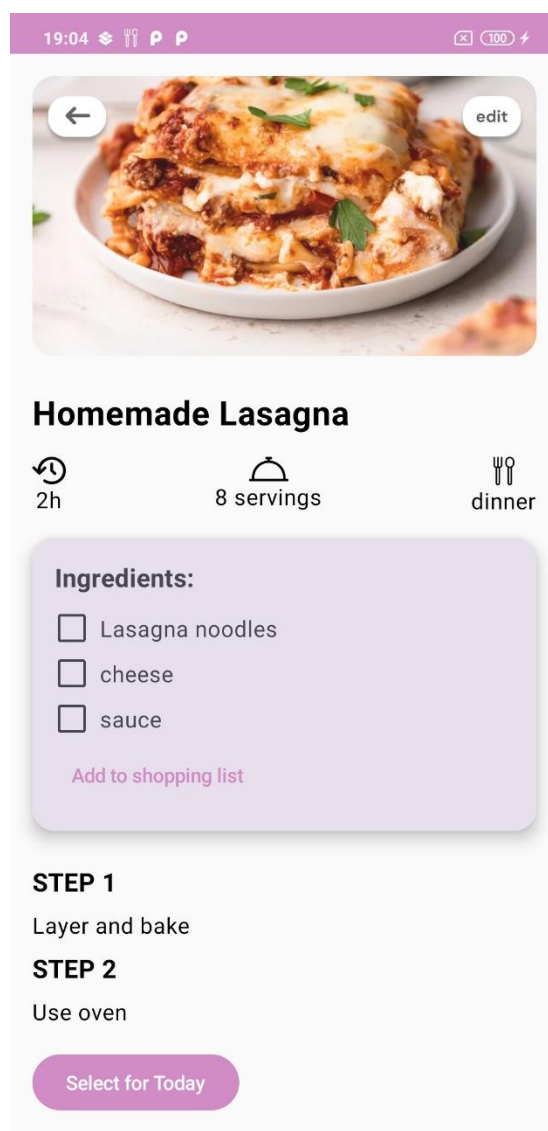 19:04
100
edit
Homemade Lasagna
2h
8 servings
dinner
Ingredients:
Lasagna noodles
cheese
sauce
Add to shopping list
STEP 1
Layer and bake
STEP 2
Use oven
Select for Today